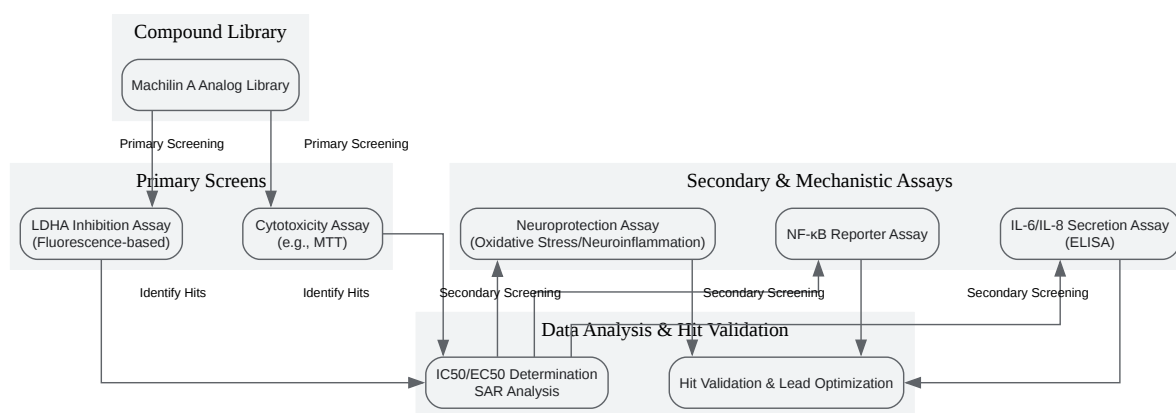 Compound Library
Machilin A Analog Library
Primary Screening
Primary Screening
Primary Screens
Secondary & Mechanistic Assays
LDHA Inhibition Assay
(Fluorescence-based)
Cytotoxicity Assay
(e.g., MTT)
Neuroprotection Assay
(Oxidative Stress/Neuroinflammation)
NF-κB Reporter Assay
IL-6/IL-8 Secretion Assay
(ELISA)
Identify Hits
Identify Hits
Secondary Screening
Secondary Screening
Secondary Screening
Data Analysis & Hit Validation
IC50/EC50 Determination
SAR Analysis
Hit Validation & Lead Optimization